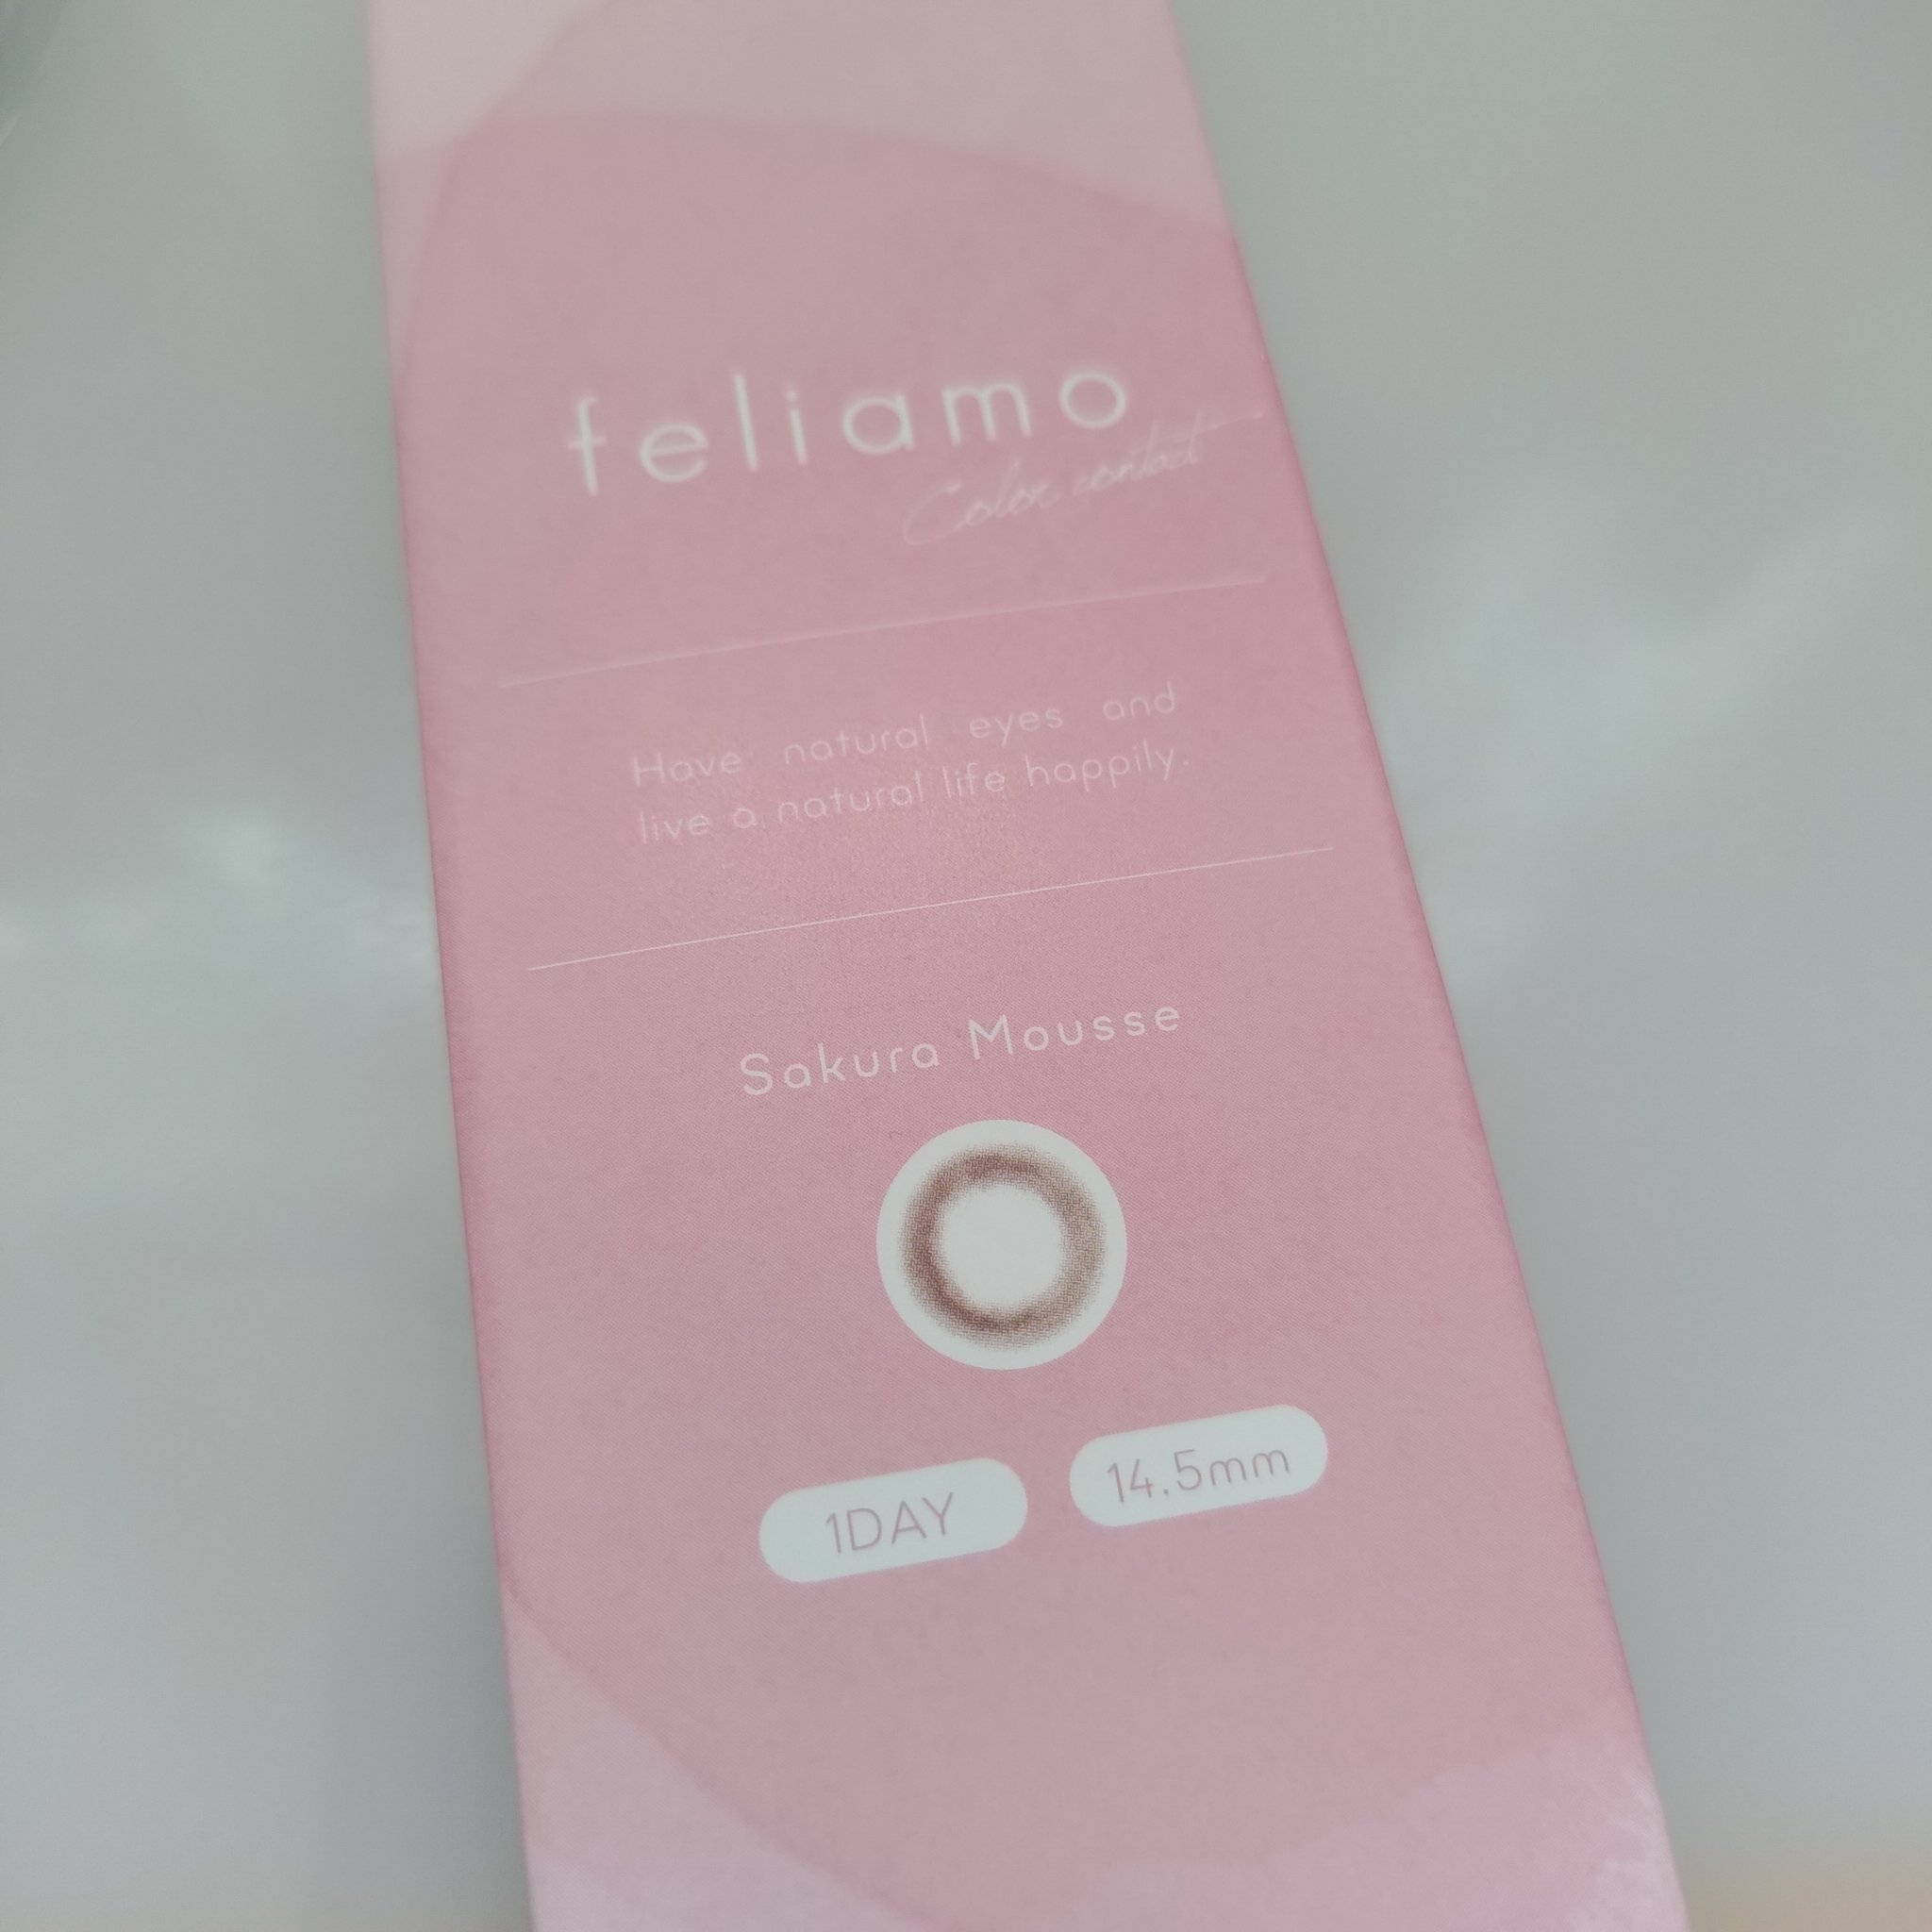 feliamo
Color contact
Have natural eyes and
live a natural life happily.
Sakura Mousse
1DAY
14.5mm